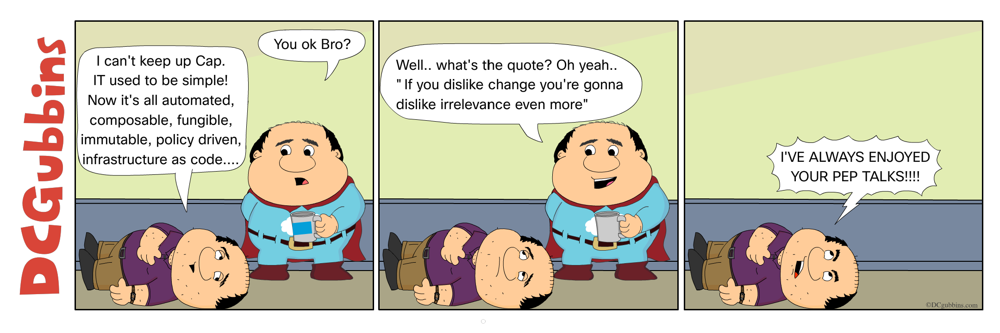 DCGubbins
You ok Bro?
I can't keep up Cap.
IT used to be simple!
Now it's all automated,
composable, fungible,
immutable, policy driven,
infrastructure as code....
Well.. what's the quote? Oh yeah..
" If you dislike change you're gonna
dislike irrelevance even more"
I'VE ALWAYS ENJOYED
YOUR PEP TALKS!!!!
©DCgubbins.com